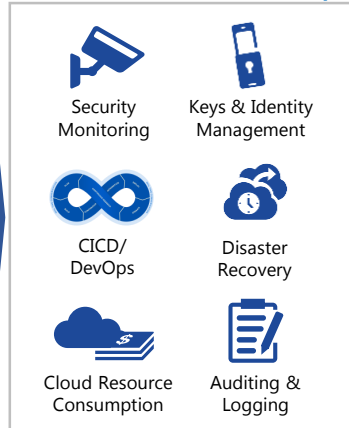 Security
Monitoring
Keys & Identity
Management
CICD/
DevOps
Disaster
Recovery
$
Cloud Resource
Consumption
Auditing &
Logging